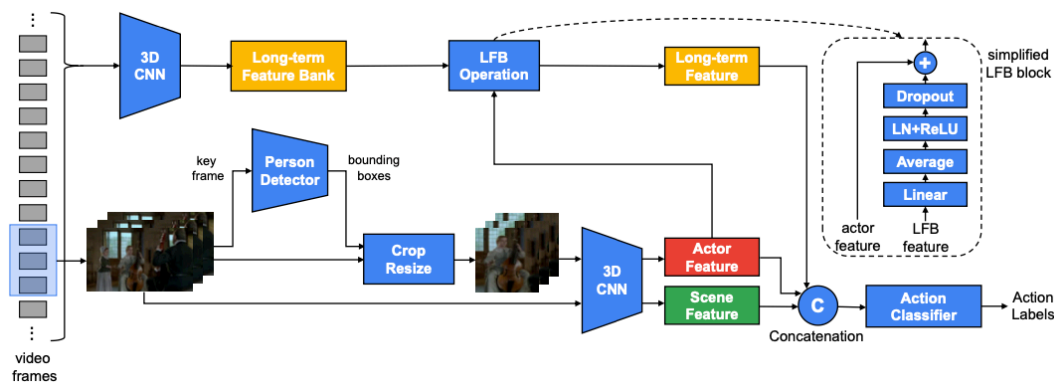 3D
CNN
Long-term
Feature Bank
LFB
Operation
Long-term
Feature
simplified
LFB block
+
Dropout
LN+ReLU
Average
Linear
actor
feature
LFB
feature
key
frame
Person
Detector
bounding
boxes
Crop
Resize
3D
CNN
Actor
Feature
Scene
Feature
C
Concatenation
Action
Classifier
Action
Labels
video
frames